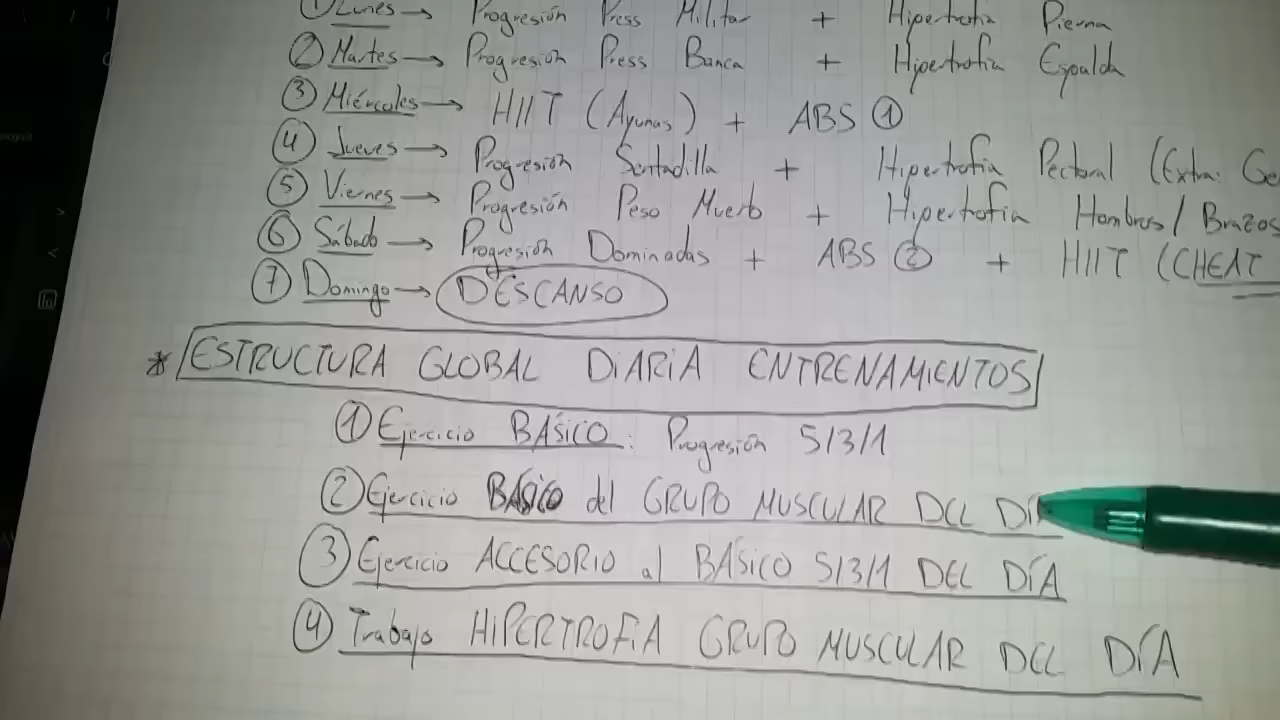 ① Lunes → Progresión Press Militar + Hipertrofia Pierna
② Martes → Progresión Press Banca + Hipertrofia Espalda
③ Miércoles → HIIT (Ayunas) + ABS ①
④ Jueves → Progresión Sentadilla + Hipertrofia Pectoral (Extra: Ge
⑤ Viernes → Progresión Peso Muerto + Hipertrofia Hombros/Brazos
⑥ Sábado → Progresión Dominadas + ABS ② + HIIT (CHEAT
⑦ Domingo → DESCANSO
* ESTRUCTURA GLOBAL DIARIA ENTRENAMIENTOS
① Ejercicio BÁSICO: Progresión 5/3/1
② Ejercicio BÁSICO del GRUPO MUSCULAR DEL DÍ
③ Ejercicio ACCESORIO al BÁSICO 5/3/1 DEL DÍA
④ Trabajo HIPERTROFIA GRUPO MUSCULAR DEL DÍA